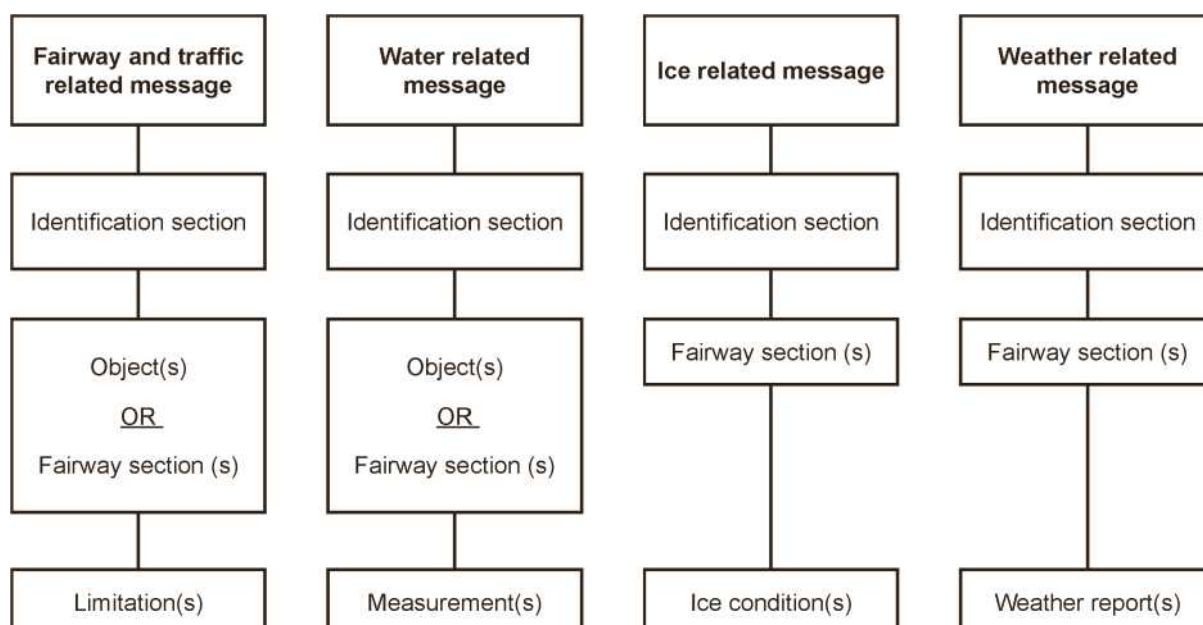 Fairway and traffic
related message
Water related
message
Ice related message
Weather related
message
Identification section
Identification section
Identification section
Identification section
Object(s)
OR
Fairway section (s)
Object(s)
OR
Fairway section (s)
Fairway section (s)
Fairway section (s)
Limitation(s)
Measurement(s)
Ice condition(s)
Weather report(s)